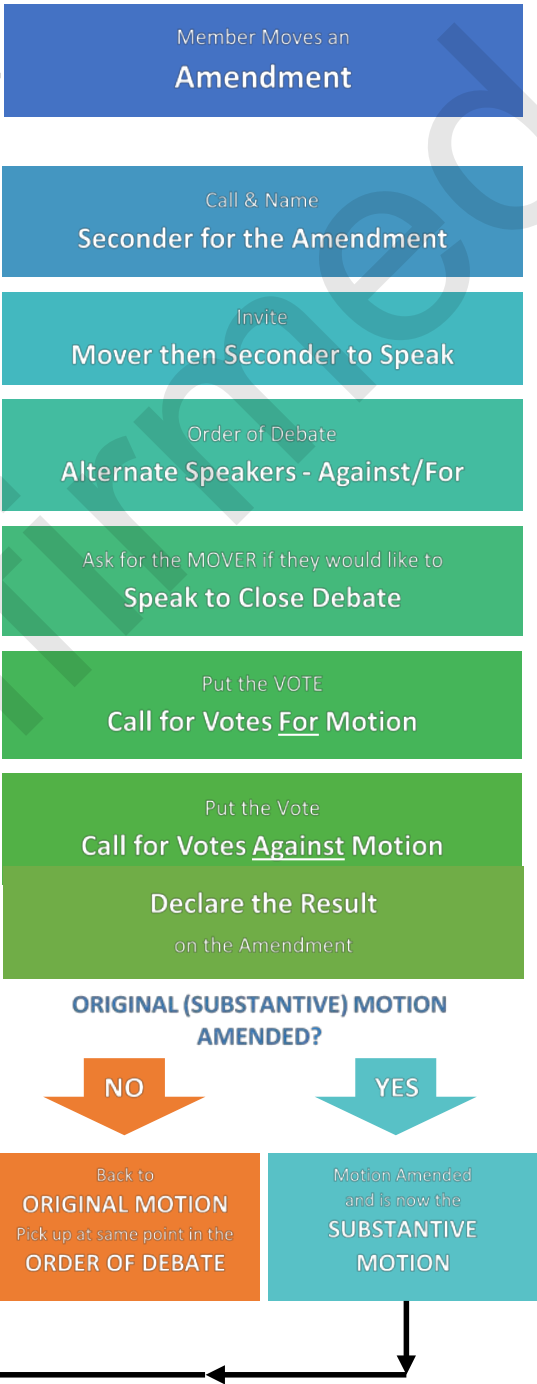 Member Moves an
Amendment
Call & Name
Seconder for the Amendment
Invite
Mover then Seconder to Speak
Order of Debate
Alternate Speakers - Against/For
Ask for the MOVER if they would like to
Speak to Close Debate
Put the VOTE
Call for Votes For Motion
Put the Vote
Call for Votes Against Motion
Declare the Result
on the Amendment
ORIGINAL (SUBSTANTIVE) MOTION
AMENDED?
NO
YES
Back to
ORIGINAL MOTION
Pick up at same point in the
ORDER OF DEBATE
Motion Amended
and is now the
SUBSTANTIVE
MOTION
firmed